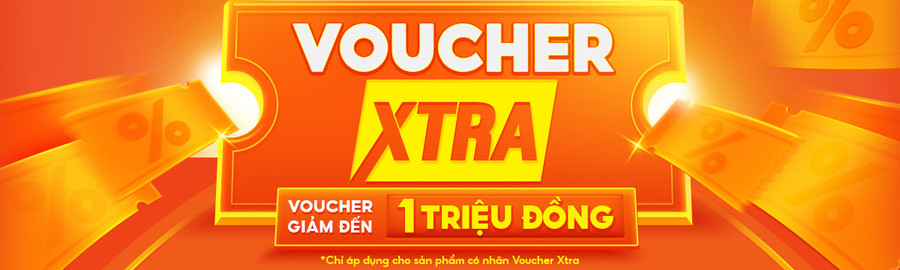 VOUCHER
XTRA
VOUCHER
GIẢM ĐẾN
1 TRIỆU ĐỒNG
*Chỉ áp dụng cho sản phẩm có nhãn Voucher Xtra
%
%
%
%